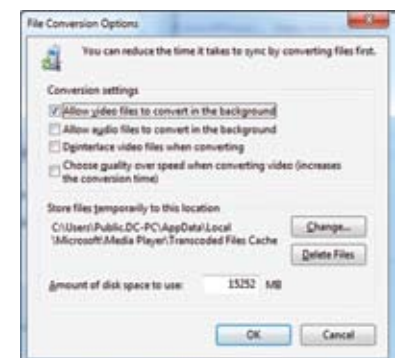 File Conversion Options
You can reduce the time it takes to sync by converting files first.
Conversion settings
Allow video files to convert in the background
Allow audio files to convert in the background
Deinterlace video files when converting
Choose quality over speed when converting video (increases
the conversion time)
Store files temporarily to this location
C:\Users\Public.DC-PC\AppData\Local
\Microsoft\Media Player\Transcoded Files Cache
Change...
Delete Files
Amount of disk space to use: 15252 MB
OK Cancel